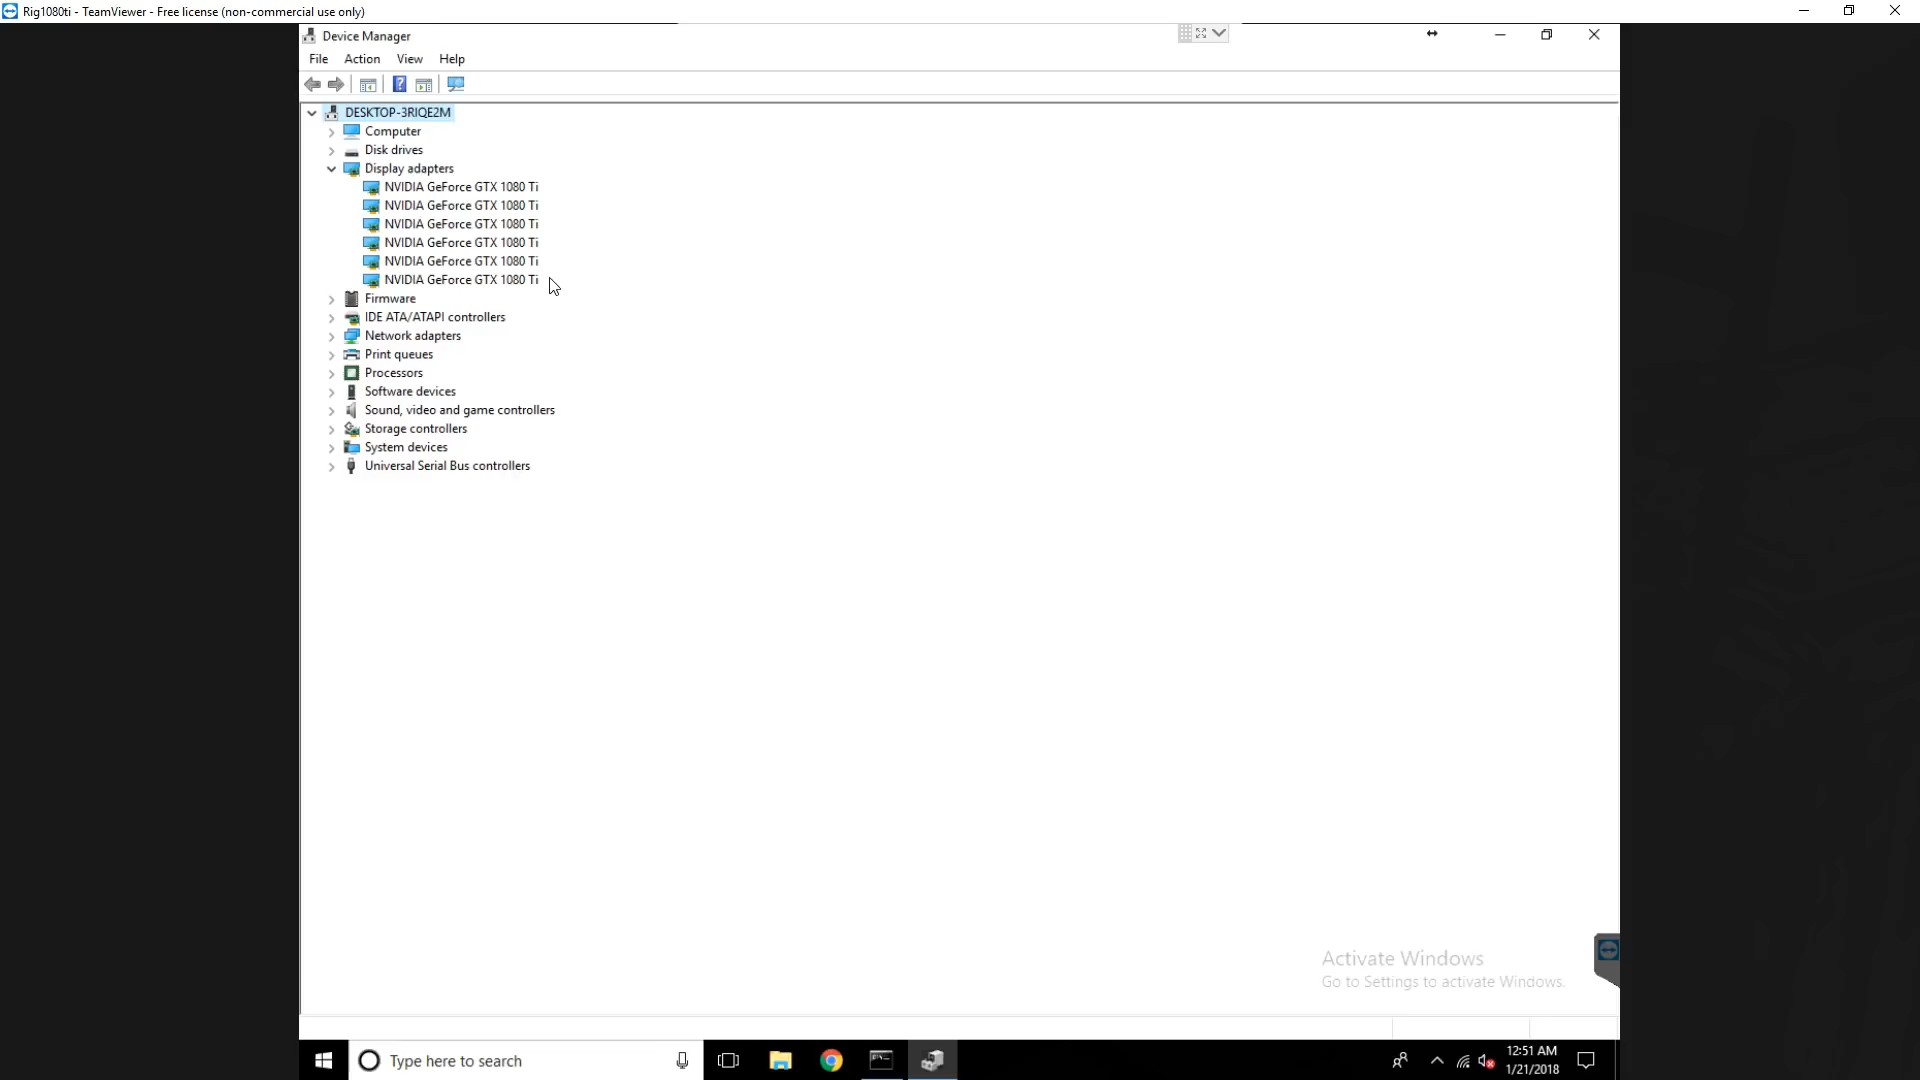 Rig1080ti - TeamViewer - Free license (non-commercial use only)
Device Manager
File Action View Help
DESKTOP-3RIQE2M
Computer
Disk drives
Display adapters
NVIDIA GeForce GTX 1080 Ti
NVIDIA GeForce GTX 1080 Ti
NVIDIA GeForce GTX 1080 Ti
NVIDIA GeForce GTX 1080 Ti
NVIDIA GeForce GTX 1080 Ti
NVIDIA GeForce GTX 1080 Ti
Firmware
IDE ATA/ATAPI controllers
Network adapters
Print queues
Processors
Software devices
Sound, video and game controllers
Storage controllers
System devices
Universal Serial Bus controllers
Activate Windows
Go to Settings to activate Windows.
Type here to search
12:51 AM
1/21/2018